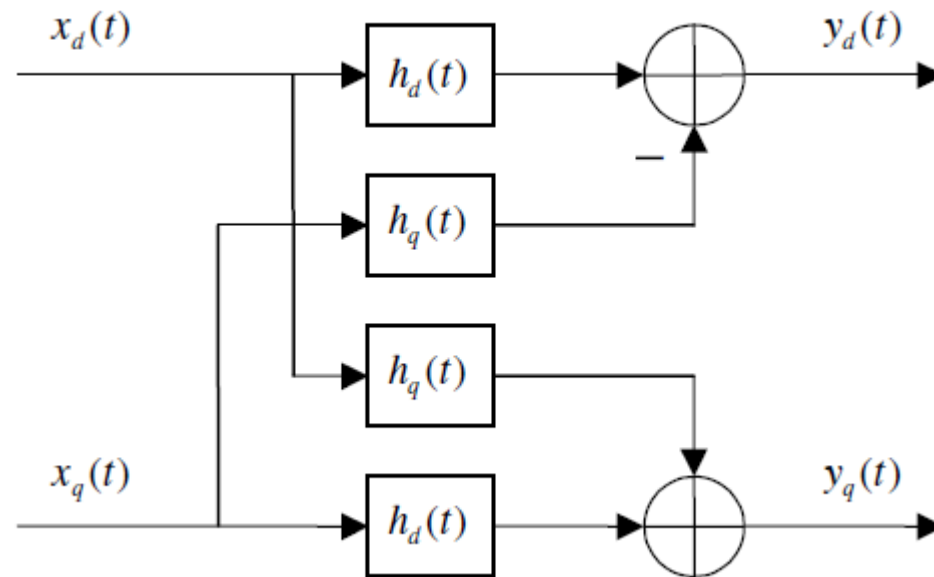 x_d(t) h_d(t) y_d(t)
−
h_q(t)
h_q(t)
x_q(t) h_d(t) y_q(t)